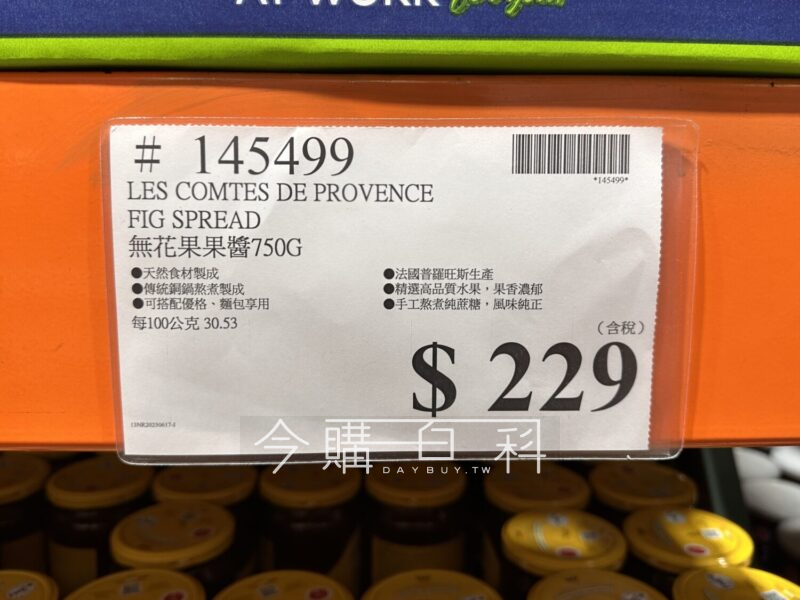 AT WORK
# 145499
*145499*
LES COMTES DE PROVENCE
FIG SPREAD
無花果果醬750G
●天然食材製成
●傳統銅鍋熬煮製成
●可搭配優格、麵包享用
●法國普羅旺斯生產
●精選高品質水果，果香濃郁
●手工熬煮純蔗糖，風味純正
每100公克 30.53
（含稅）
$ 229
今購百科
DAYBUY.TW